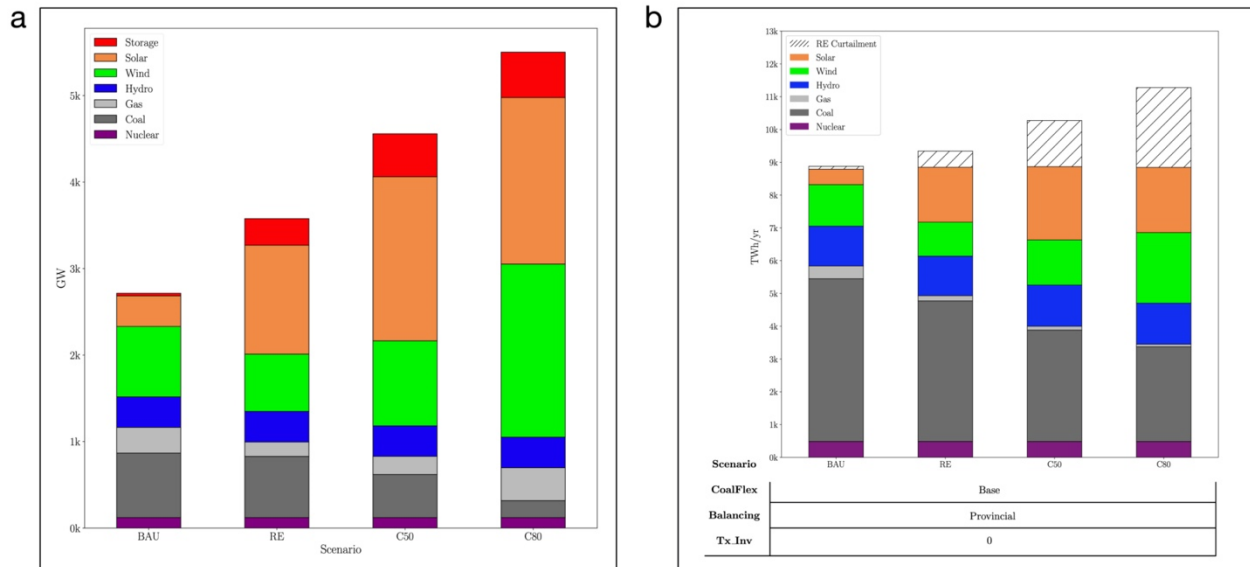 a
Storage
Solar
Wind
Hydro
Gas
Coal
Nuclear
5k
4k
3k
2k
1k
0k
GW
BAU RE C50 C80
Scenario
b
RE Curtailment
Solar
Wind
Hydro
Gas
Coal
Nuclear
13k
12k
11k
10k
9k
8k
7k
6k
5k
4k
3k
2k
1k
0k
TWh/yr
Scenario BAU RE C50 C80
CoalFlex Base
Balancing Provincial
Tx_Inv 0